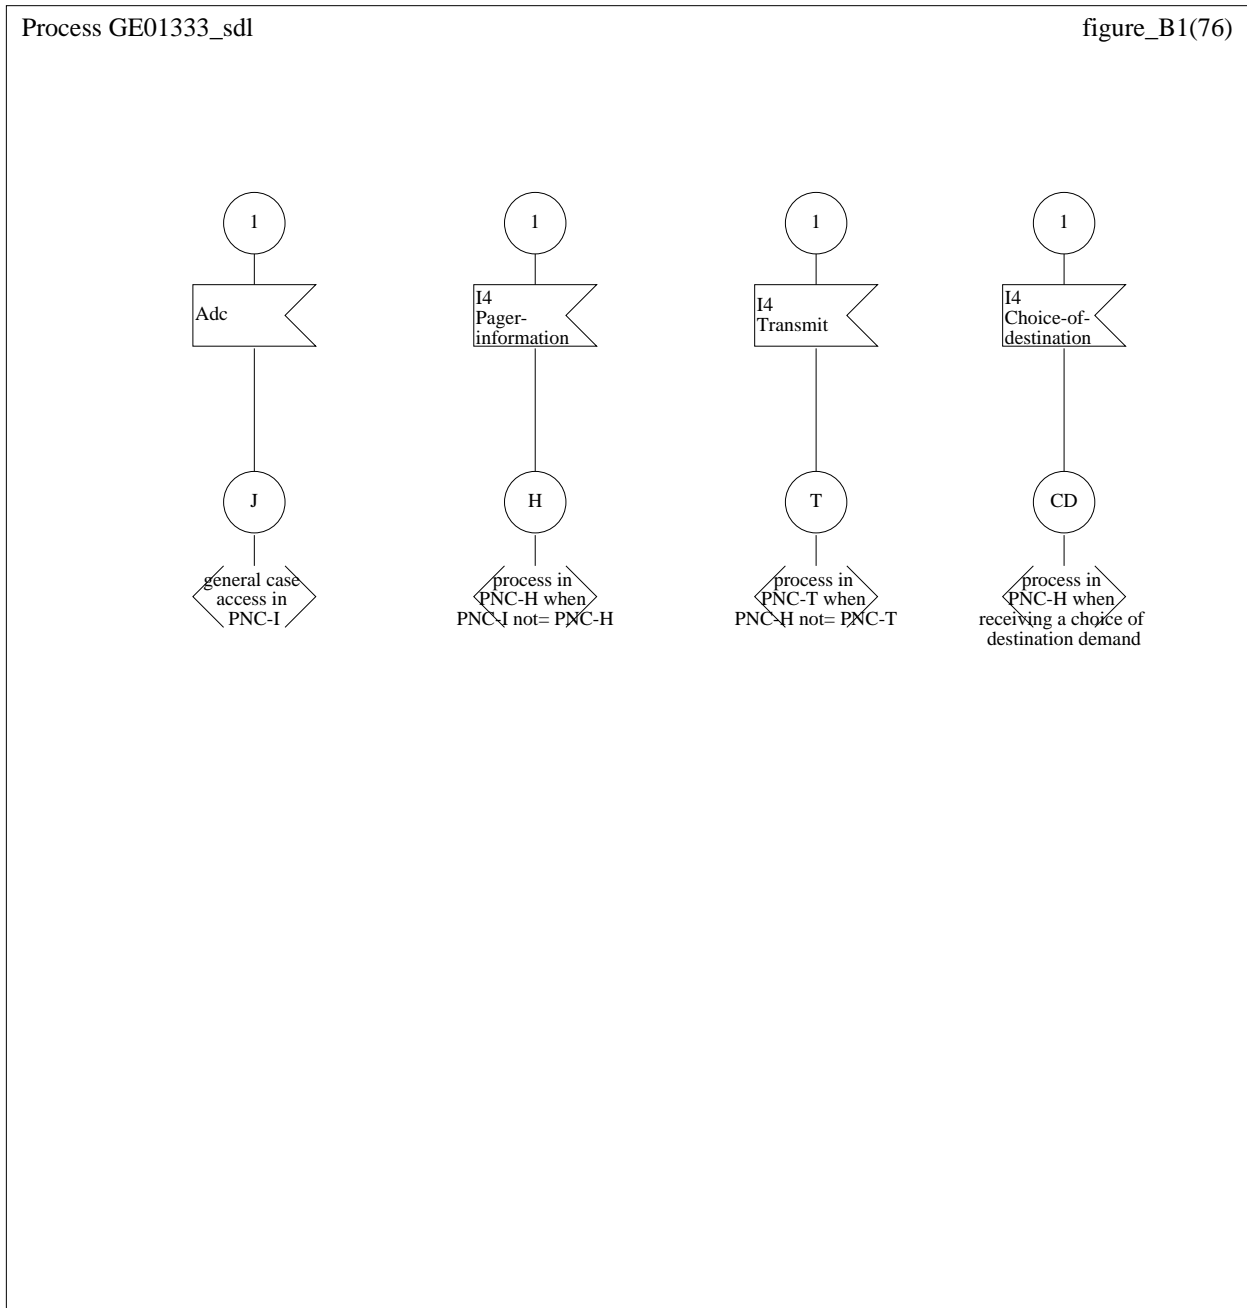 Process GE01333_sdl
figure_B1(76)
1
1
1
1
Adc
I4
Pager-
information
I4
Transmit
I4
Choice-of-
destination
J
H
T
CD
general case
access in
PNC-I
process in
PNC-H when
PNC-I not= PNC-H
process in
PNC-T when
PNC-H not= PNC-T
process in
PNC-H when
receiving a choice of
destination demand